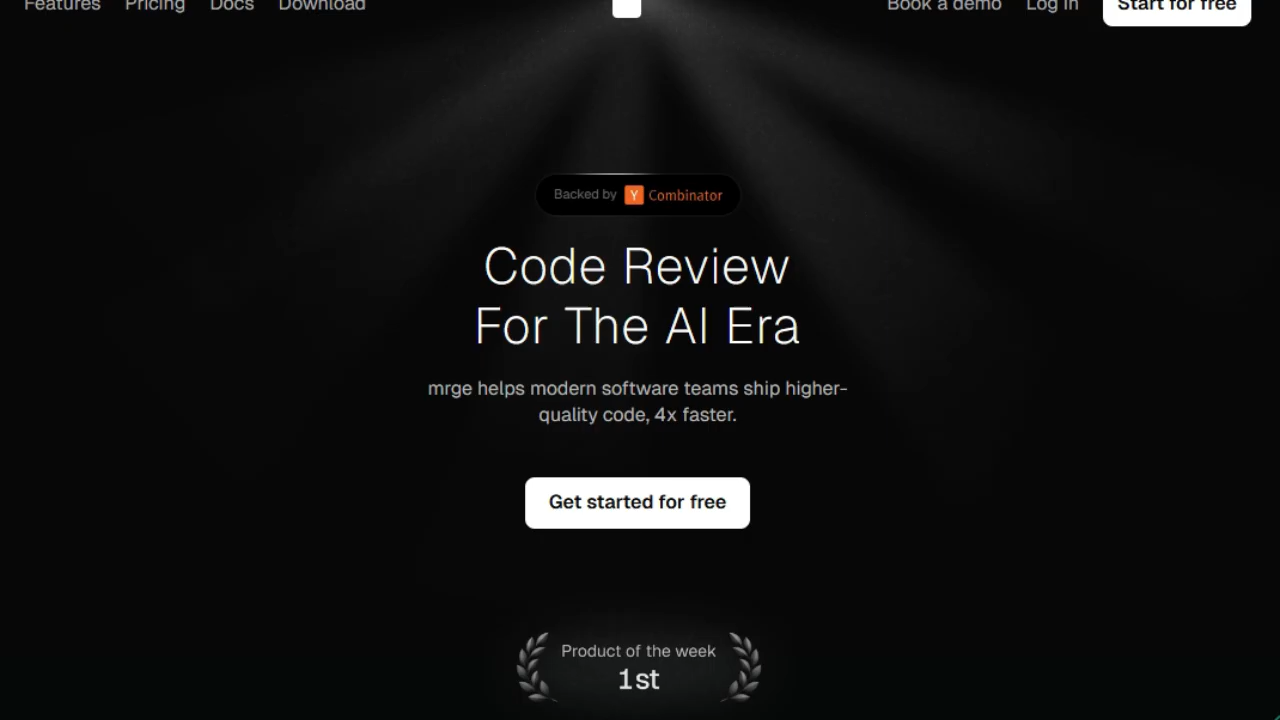 Features Pricing Docs Download Book a demo Log In Start for free
Backed by Y Combinator
Code Review
For The AI Era
mrge helps modern software teams ship higher-
quality code, 4x faster.
Get started for free
Product of the week
1st